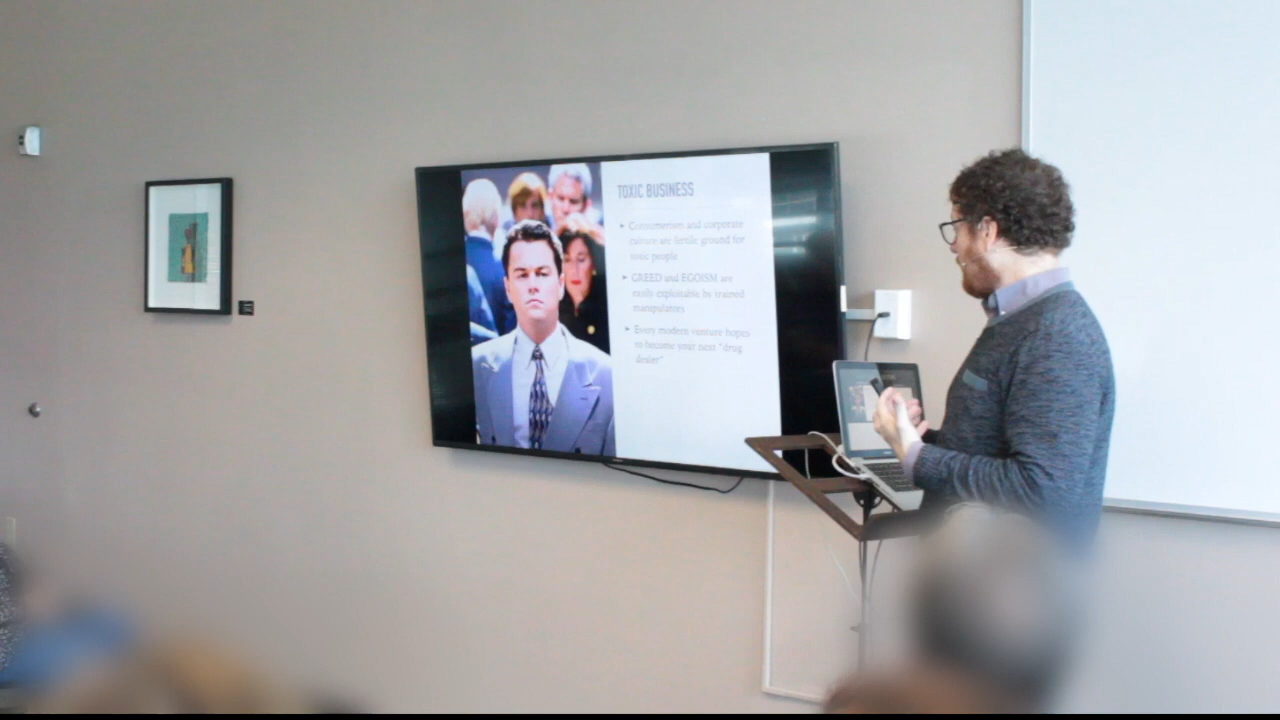 TOXIC BUSINESS
▸ Consumerism and corporate
culture are fertile ground for
toxic people
▸ GREED and EGOISM are
easily exploitable by trained
manipulators
▸ Every modern venture hopes
to become your next "drug
dealer"